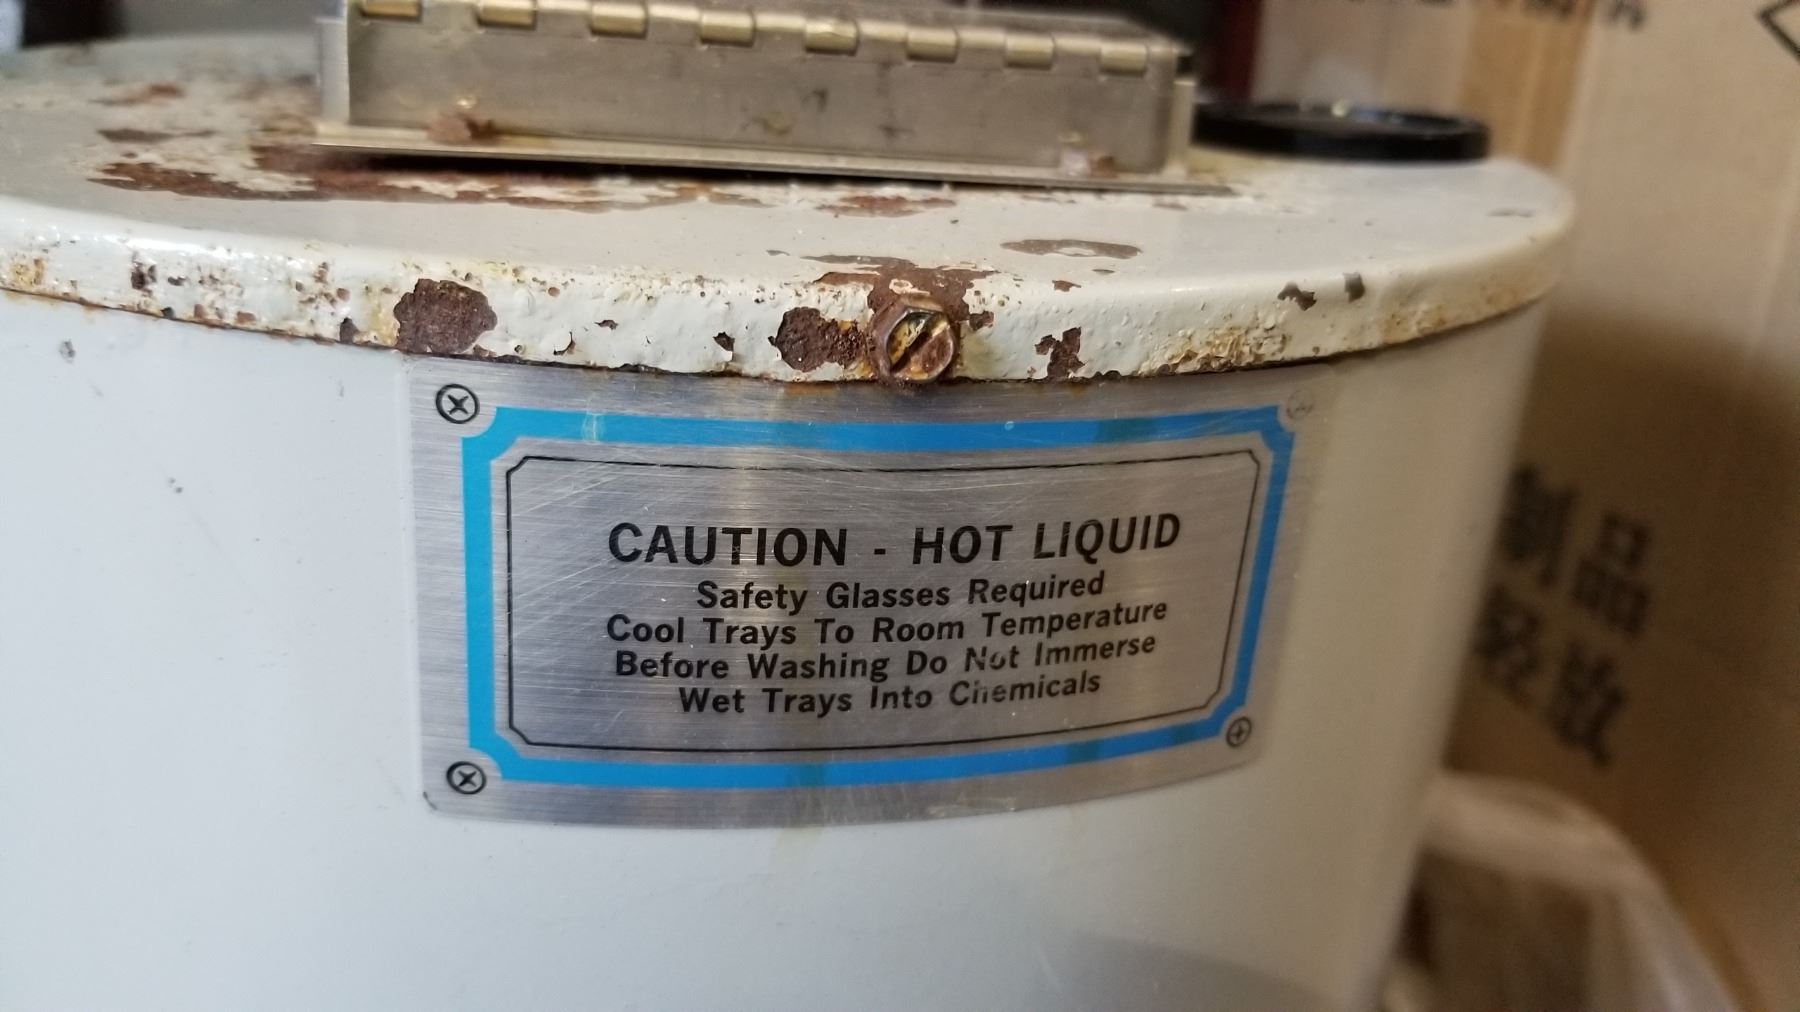 CAUTION - HOT LIQUID
Safety Glasses Required
Cool Trays To Room Temperature
Before Washing Do Not Immerse
Wet Trays Into Chemicals